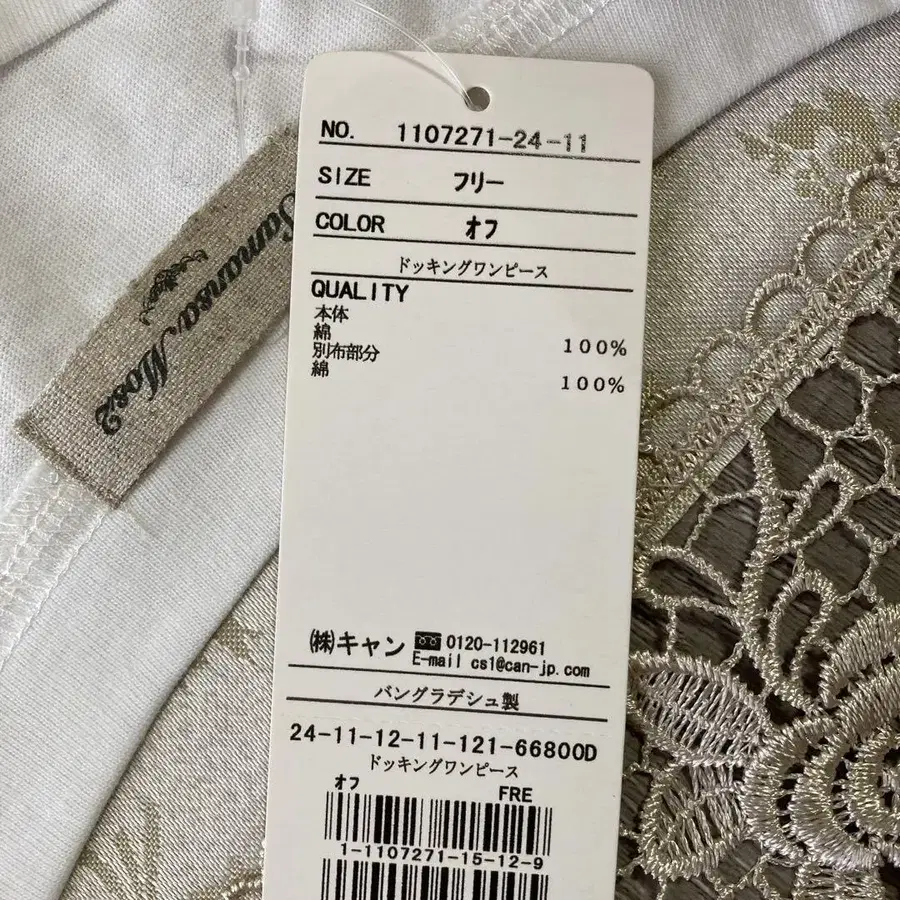 NO. 1107271-24-11
SIZE フリー
COLOR オフ
ドッキングワンピース
QUALITY
本体
綿 100%
別布部分
綿 100%
㈱キャン 0120-112961
E-mail cs1@can-jp.com
バングラデシュ製
24-11-12-11-121-66800D
ドッキングワンピース
オフ FRE
1-1107271-15-12-9
Samansa Mos2